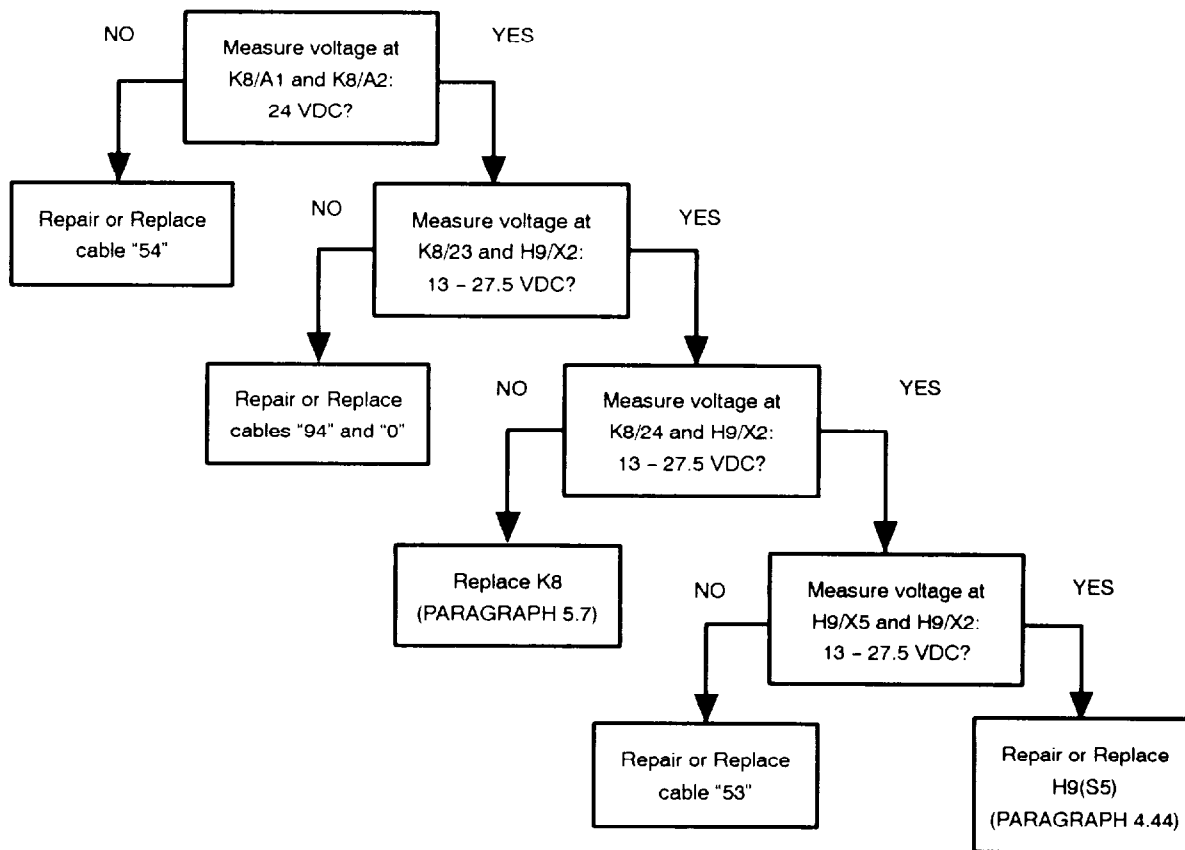 NO
YES
Measure voltage at
K8/A1 and K8/A2:
24 VDC?
Repair or Replace
cable "54"
NO
YES
Measure voltage at
K8/23 and H9/X2:
13 – 27.5 VDC?
Repair or Replace
cables "94" and "0"
NO
YES
Measure voltage at
K8/24 and H9/X2:
13 – 27.5 VDC?
Replace K8
(PARAGRAPH 5.7)
NO
YES
Measure voltage at
H9/X5 and H9/X2:
13 – 27.5 VDC?
Repair or Replace
cable "53"
Repair or Replace
H9(S5)
(PARAGRAPH 4.44)